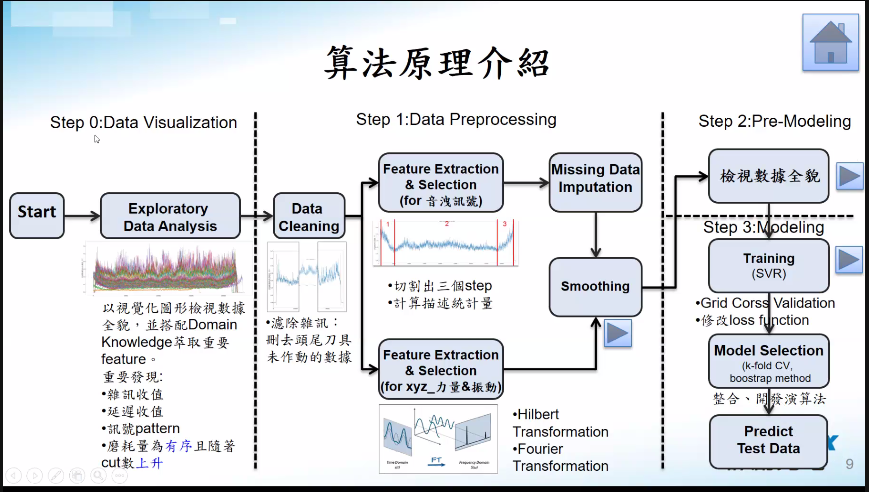 算法原理介紹
Step 0:Data Visualization
Step 1:Data Preprocessing
Step 2:Pre-Modeling
Start
Exploratory
Data Analysis
以視覺化圖形檢視數據
全貌，並搭配Domain
Knowledge萃取重要
feature。
重要發現:
•雜訊收值
•延遲收值
•訊號pattern
•磨耗量為有序且隨著
cut數上升
Data
Cleaning
•濾除雜訊：
刪去頭尾刀具
未作動的數據
Feature Extraction
& Selection
(for 音洩訊號)
1 2 3
•切割出三個step
•計算描述統計量
Missing Data
Imputation
Smoothing
Feature Extraction
& Selection
(for xyz_力量&振動)
FT
•Hilbert
Transformation
•Fourier
Transformation
檢視數據全貌
Step 3:Modeling
Training
(SVR)
•Grid Corss Validation
•修改loss function
Model Selection
(k-fold CV,
boostrap method
整合、開發演算法
Predict
Test Data
9